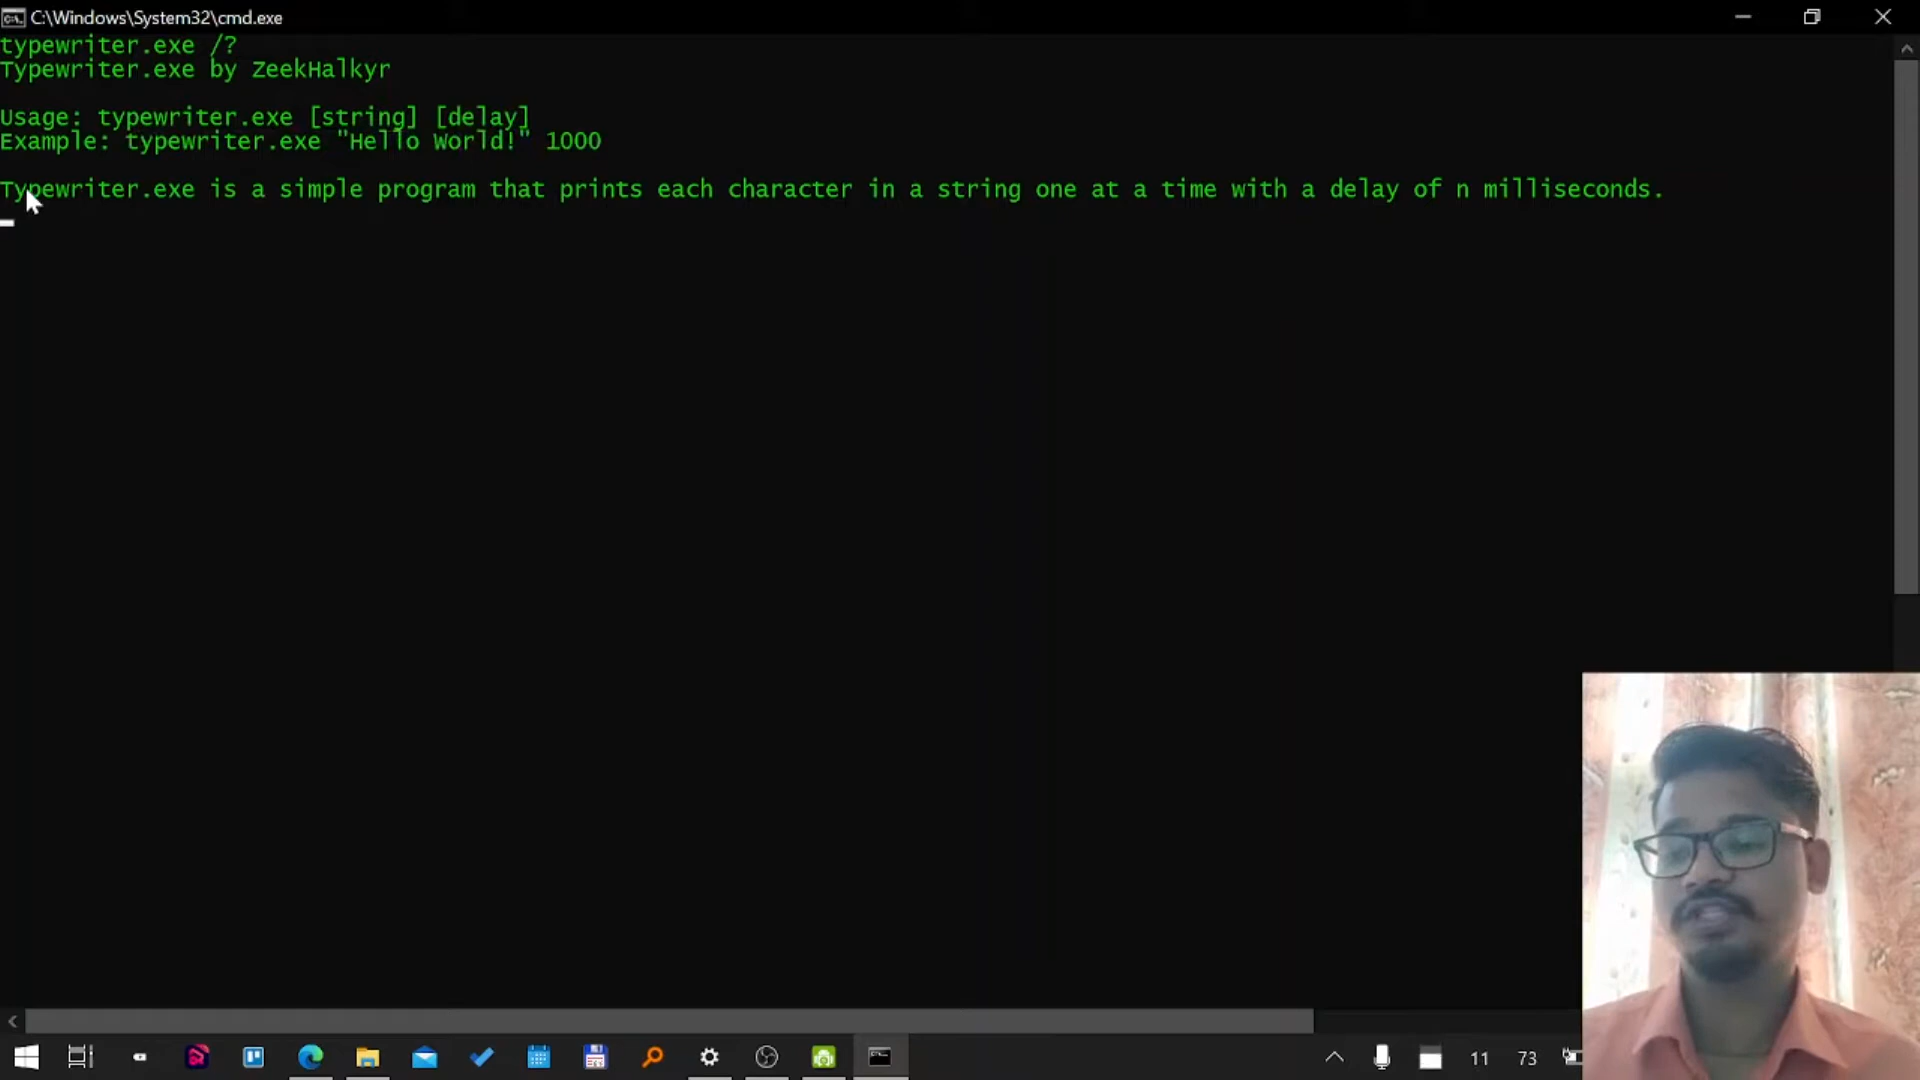 C:\Windows\System32\cmd.exe
typewriter.exe /?
Typewriter.exe by ZeekHalkyr
Usage: typewriter.exe [string] [delay]
Example: typewriter.exe "Hello World!" 1000
Typewriter.exe is a simple program that prints each character in a string one at a time with a delay of n milliseconds.
11 73